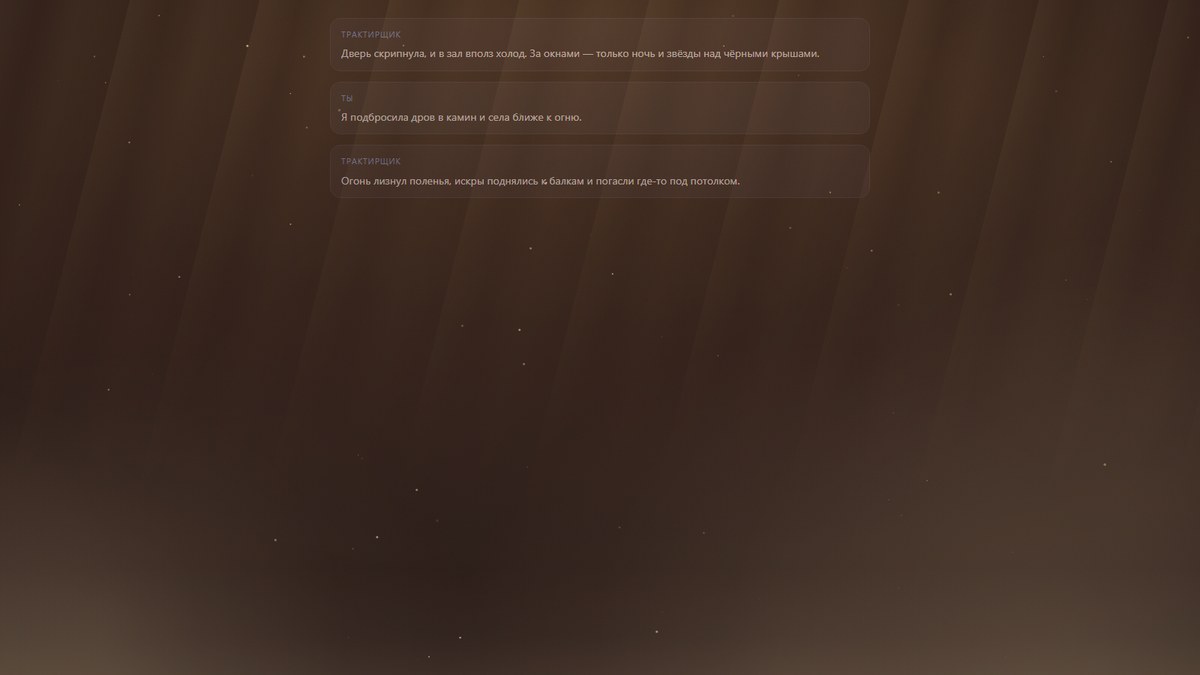 ТРАКТИРЩИК
Дверь скрипнула, и в зал вполз холод. За окнами — только ночь и звёзды над чёрными крышами.
ТЫ
Я подбросила дров в камин и села ближе к огню.
ТРАКТИРЩИК
Огонь лизнул поленья, искры поднялись к балкам и погасли где-то под потолком.